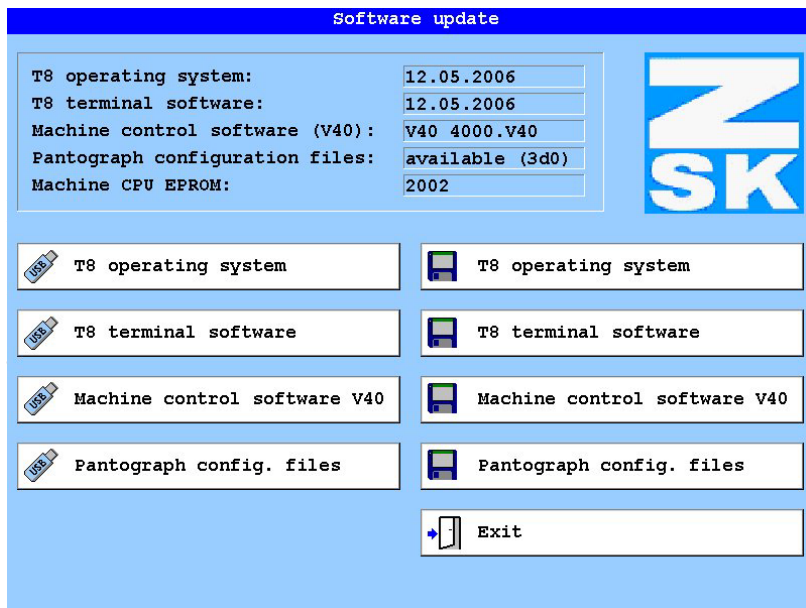 Software update
T8 operating system: 12.05.2006
T8 terminal software: 12.05.2006
Machine control software (V40): V40 4000.V40
Pantograph configuration files: available (3d0)
Machine CPU EPROM: 2002
ZSK
USB T8 operating system
T8 operating system
USB T8 terminal software
T8 terminal software
USB Machine control software V40
Machine control software V40
USB Pantograph config. files
Pantograph config. files
Exit